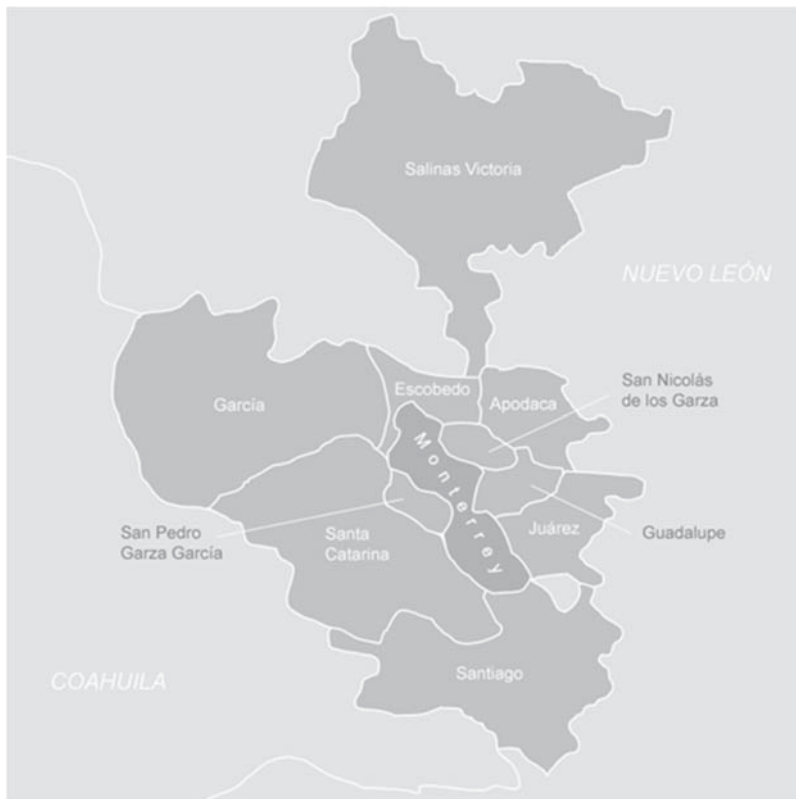 Salinas Victoria
NUEVO LEÓN
San Nicolás
de los Garza
Escobedo
Apodaca
García
Monterrey
San Pedro
Garza García
Santa
Catarina
Juárez
Guadalupe
Santiago
COAHUILA